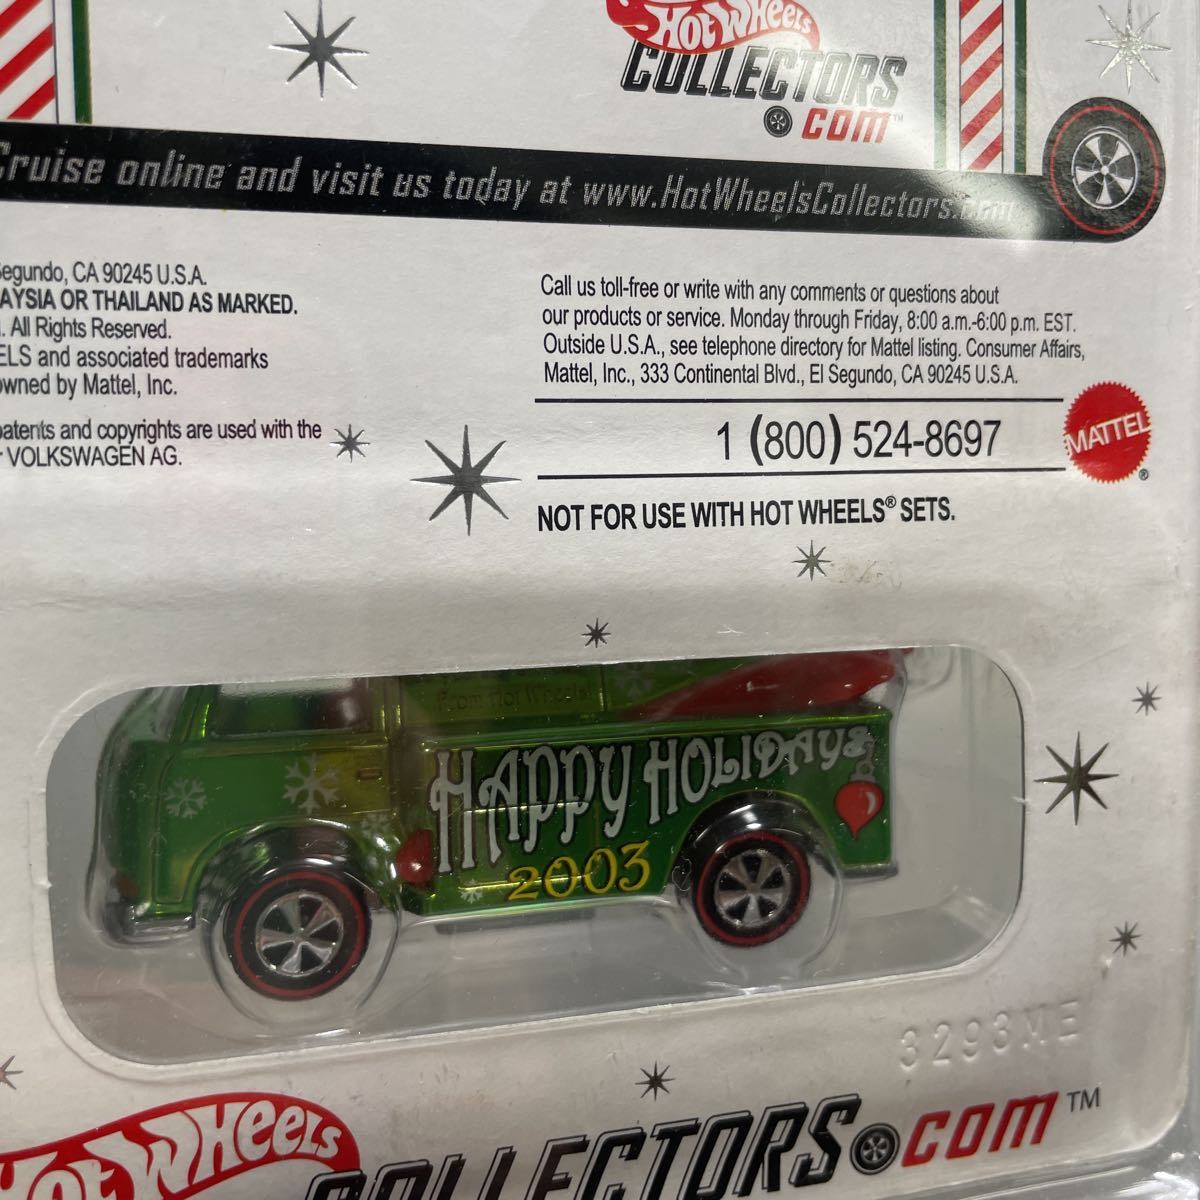 Hot Wheels
COLLECTORS
.COM™
Cruise online and visit us today at www.HotWheelsCollectors.com
Segundo, CA 90245 U.S.A.
AYSIA OR THAILAND AS MARKED.
. All Rights Reserved.
ELS and associated trademarks
owned by Mattel, Inc.
patents and copyrights are used with the
VOLKSWAGEN AG.
Call us toll-free or write with any comments or questions about
our products or service. Monday through Friday, 8:00 a.m.-6:00 p.m. EST.
Outside U.S.A., see telephone directory for Mattel listing. Consumer Affairs,
Mattel, Inc., 333 Continental Blvd., El Segundo, CA 90245 U.S.A.
1 (800) 524-8697
MATTEL®
NOT FOR USE WITH HOT WHEELS® SETS.
From Hot Wheels!
HAPPY HOLIDAYS
2003
3293ME
Hot Wheels
COLLECTORS.COM™